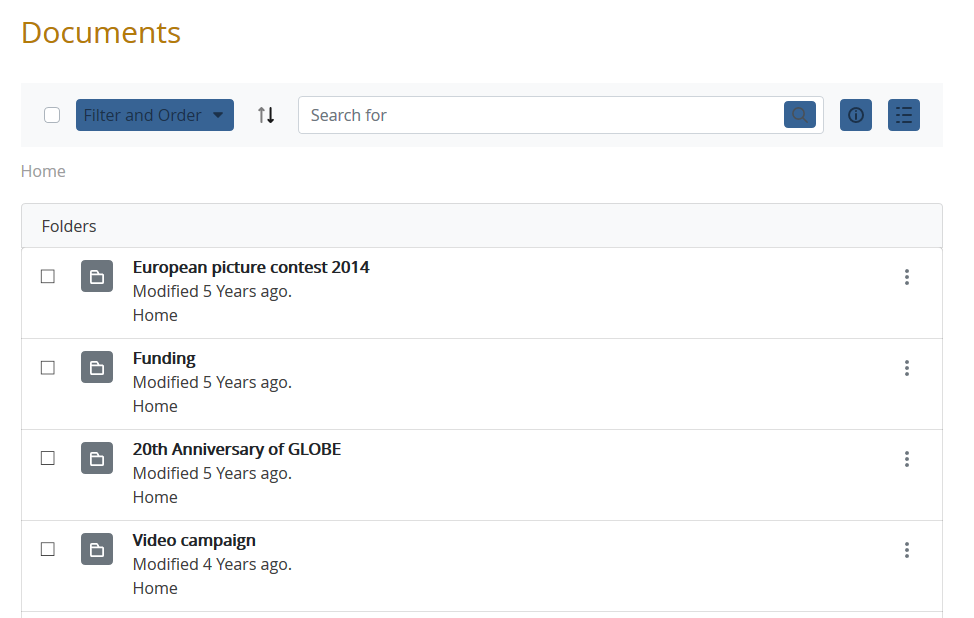 Documents
Filter and Order
Search for
Home
Folders
European picture contest 2014
Modified 5 Years ago.
Home
Funding
Modified 5 Years ago.
Home
20th Anniversary of GLOBE
Modified 5 Years ago.
Home
Video campaign
Modified 4 Years ago.
Home